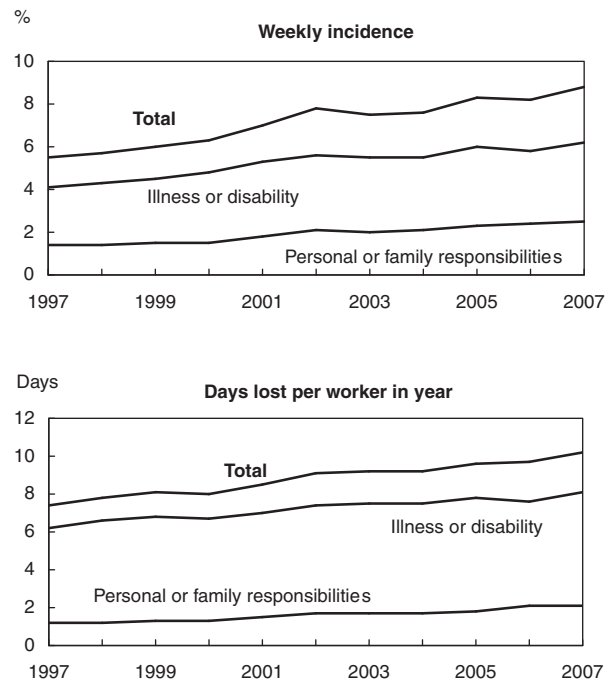 %
Weekly incidence
10
8
Total
6
4
Illness or disability
2
Personal or family responsibilities
0
1997 1999 2001 2003 2005 2007
Days
Days lost per worker in year
12
10
Total
8
Illness or disability
6
4
Personal or family responsibilities
2
0
1997 1999 2001 2003 2005 2007